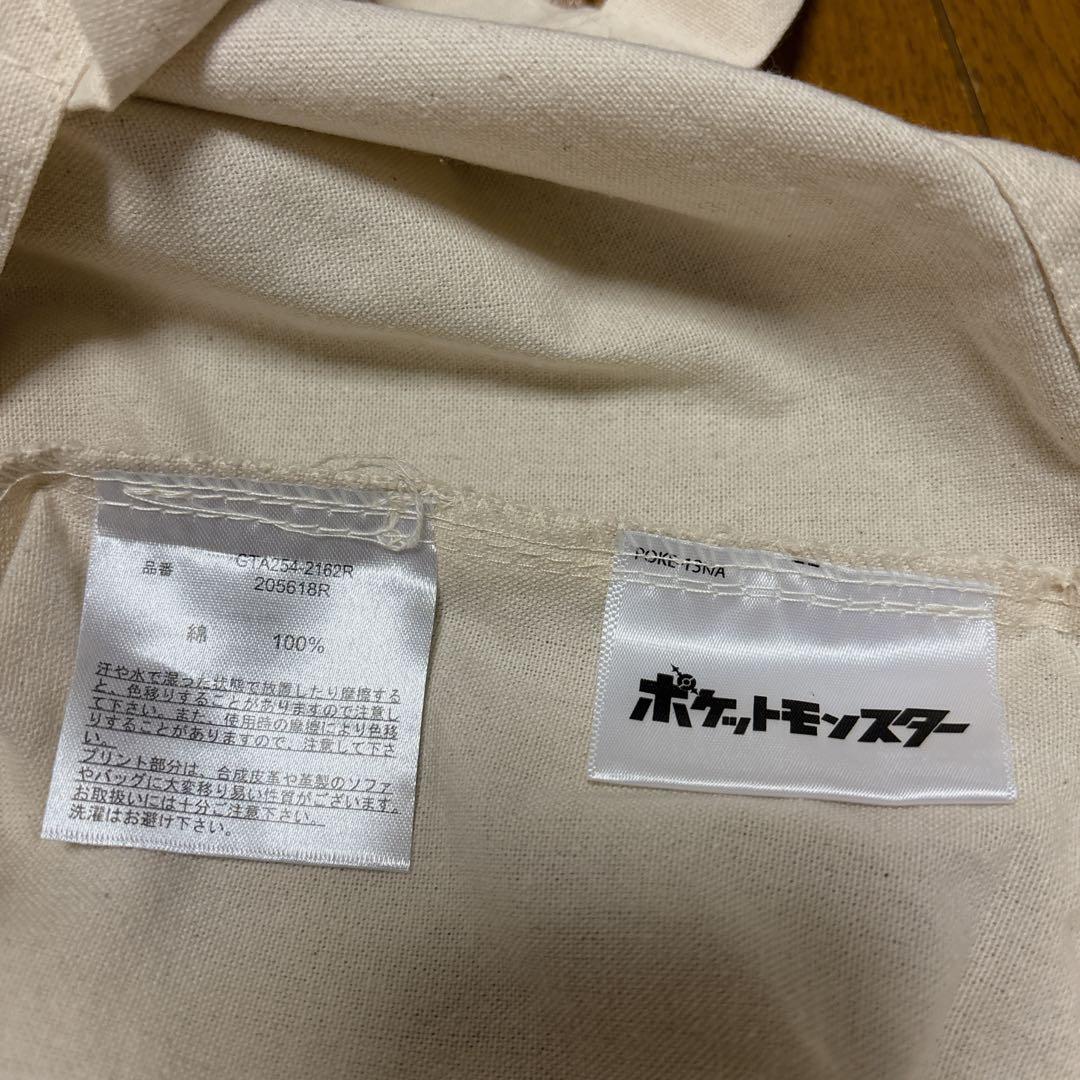 品番 GTA254-2162R
205618R
綿 100%
汗や水で湿った状態で放置したり摩擦する
と、色移りすることがありますので注意し
て下さい。また、使用時の摩擦により色移
りすることがありますので、注意して下さ
い。
プリント部分は、合成皮革や革製のソファ
やバッグに大変移り易い性質がございます。
お取扱いには十分ご注意下さい。
洗濯はお避け下さい。
POKE-13N/A
ポケットモンスター